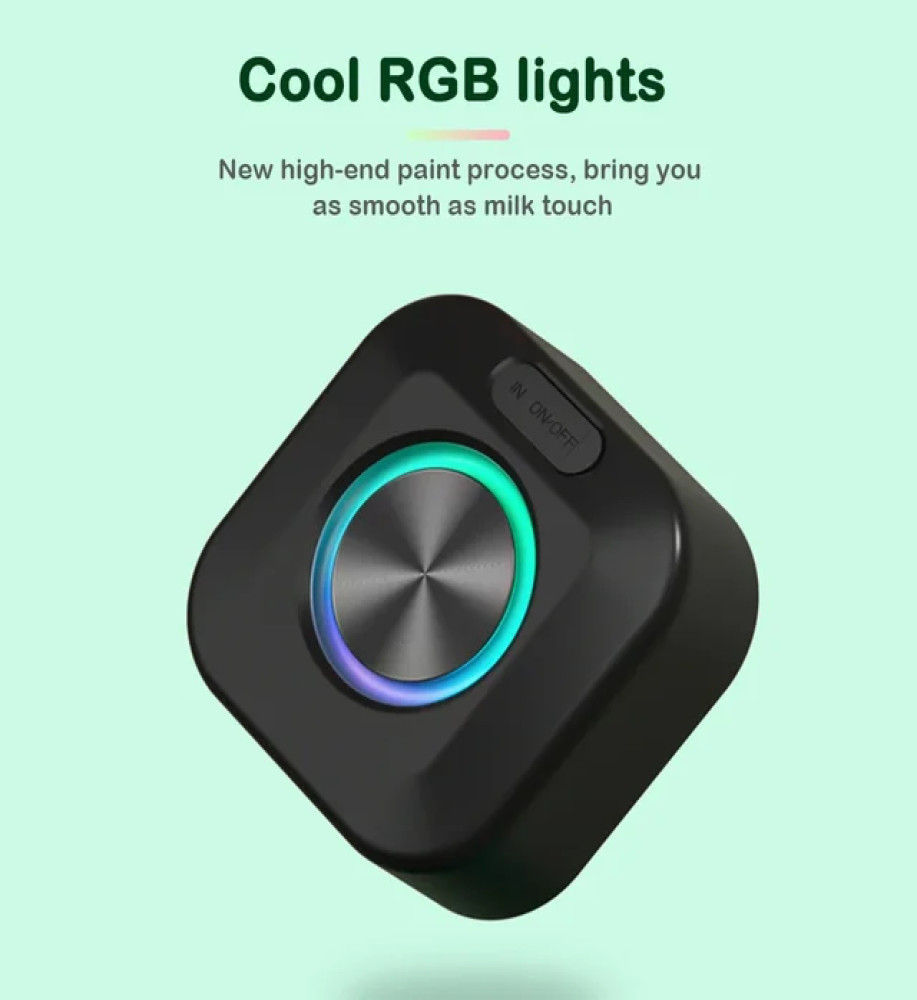 Cool RGB lights
New high-end paint process, bring you
as smooth as milk touch
IN ON/OFF